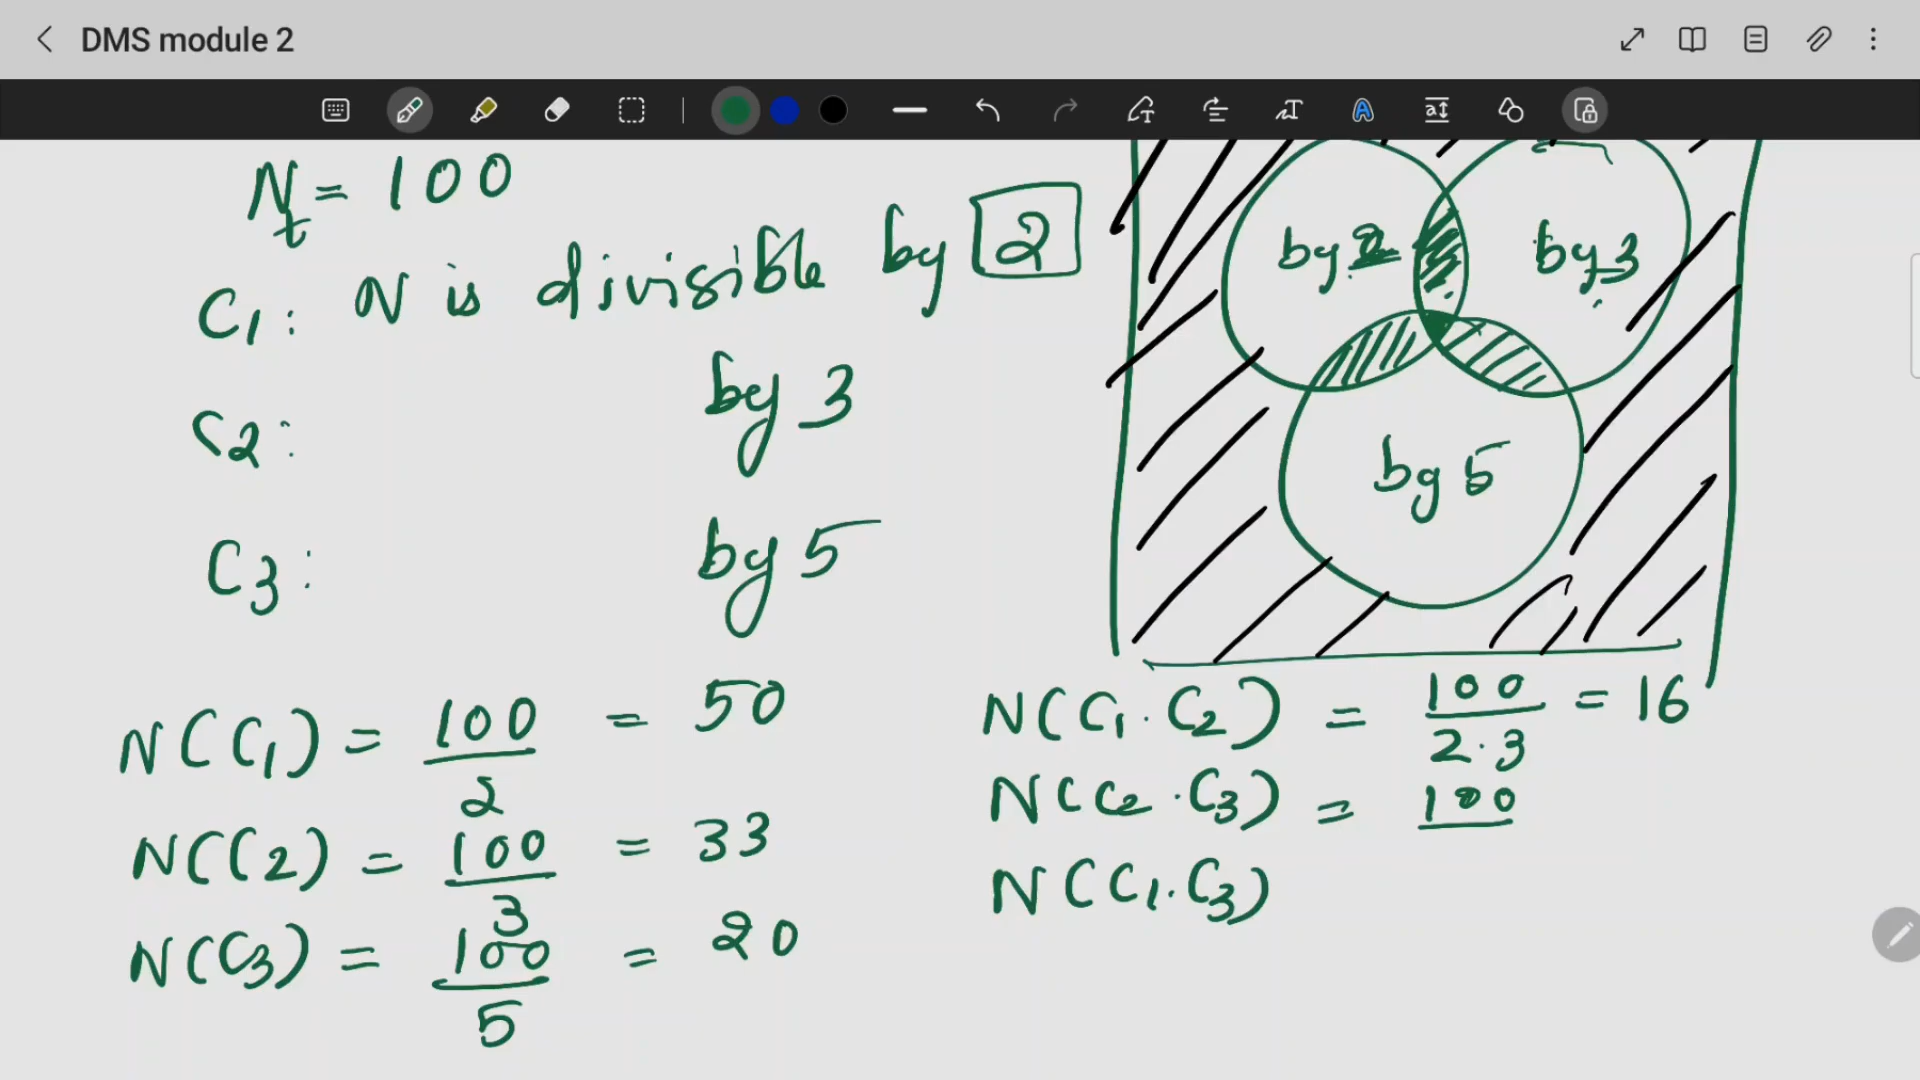 DMS module 2
Nt = 100
C1: N is divisible by 2
C2: by 3
C3: by 5
by 2
by 3
by 5
N(C1) = 100/2 = 50
N(C2) = 100/3 = 33
N(C3) = 100/5 = 20
N(C1·C2) = 100/2·3 = 16
N(C2·C3) = 100
N(C1·C3)